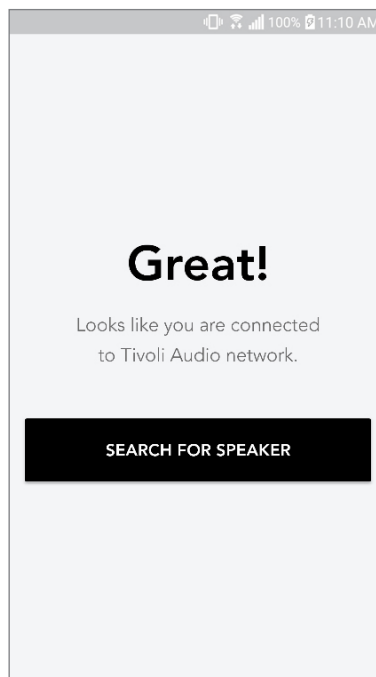 100% 11:10 AM
Great!
Looks like you are connected
to Tivoli Audio network.
SEARCH FOR SPEAKER